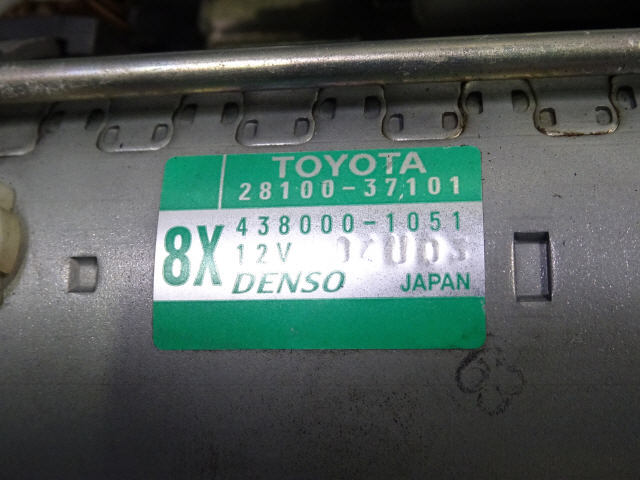 TOYOTA
28100-37101
438000-1051
8X 12V
DENSO JAPAN